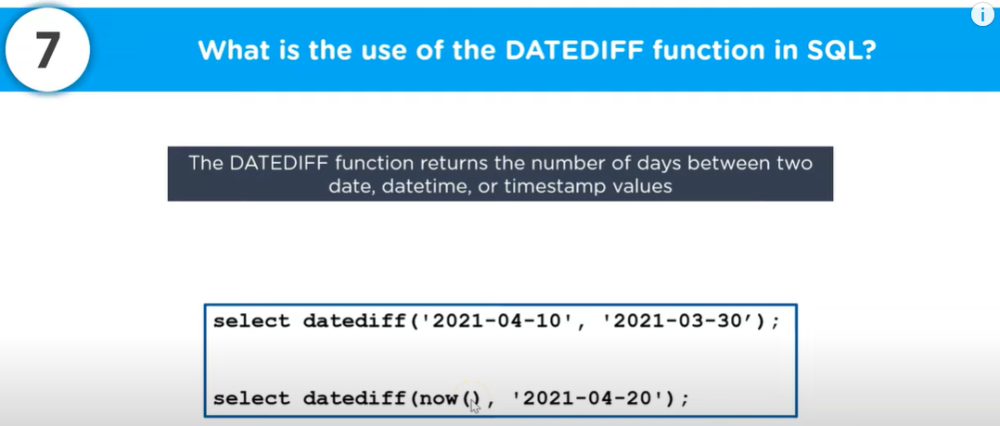 7
What is the use of the DATEDIFF function in SQL?
i
The DATEDIFF function returns the number of days between two
date, datetime, or timestamp values
select datediff('2021-04-10', '2021-03-30’);
select datediff(now(), '2021-04-20');